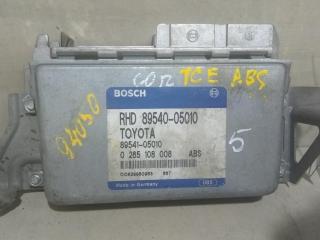 COR TCE ABS
BOSCH
RHD 89540-05010
TOYOTA
89541-05010
0 265 108 008 ABS
Made in Germany
94050
5